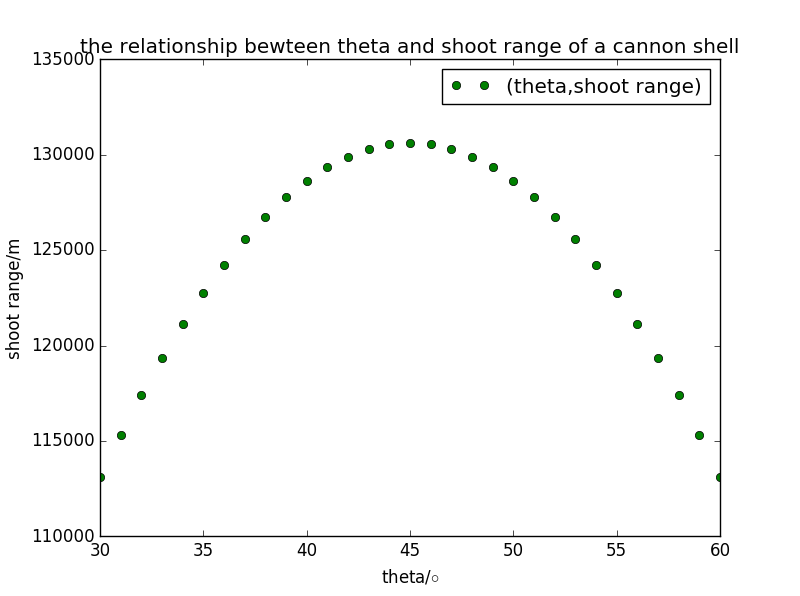 the relationship bewteen theta and shoot range of a cannon shell
(theta,shoot range)
135000
130000
125000
120000
115000
110000
shoot range/m
30 35 40 45 50 55 60
theta/○